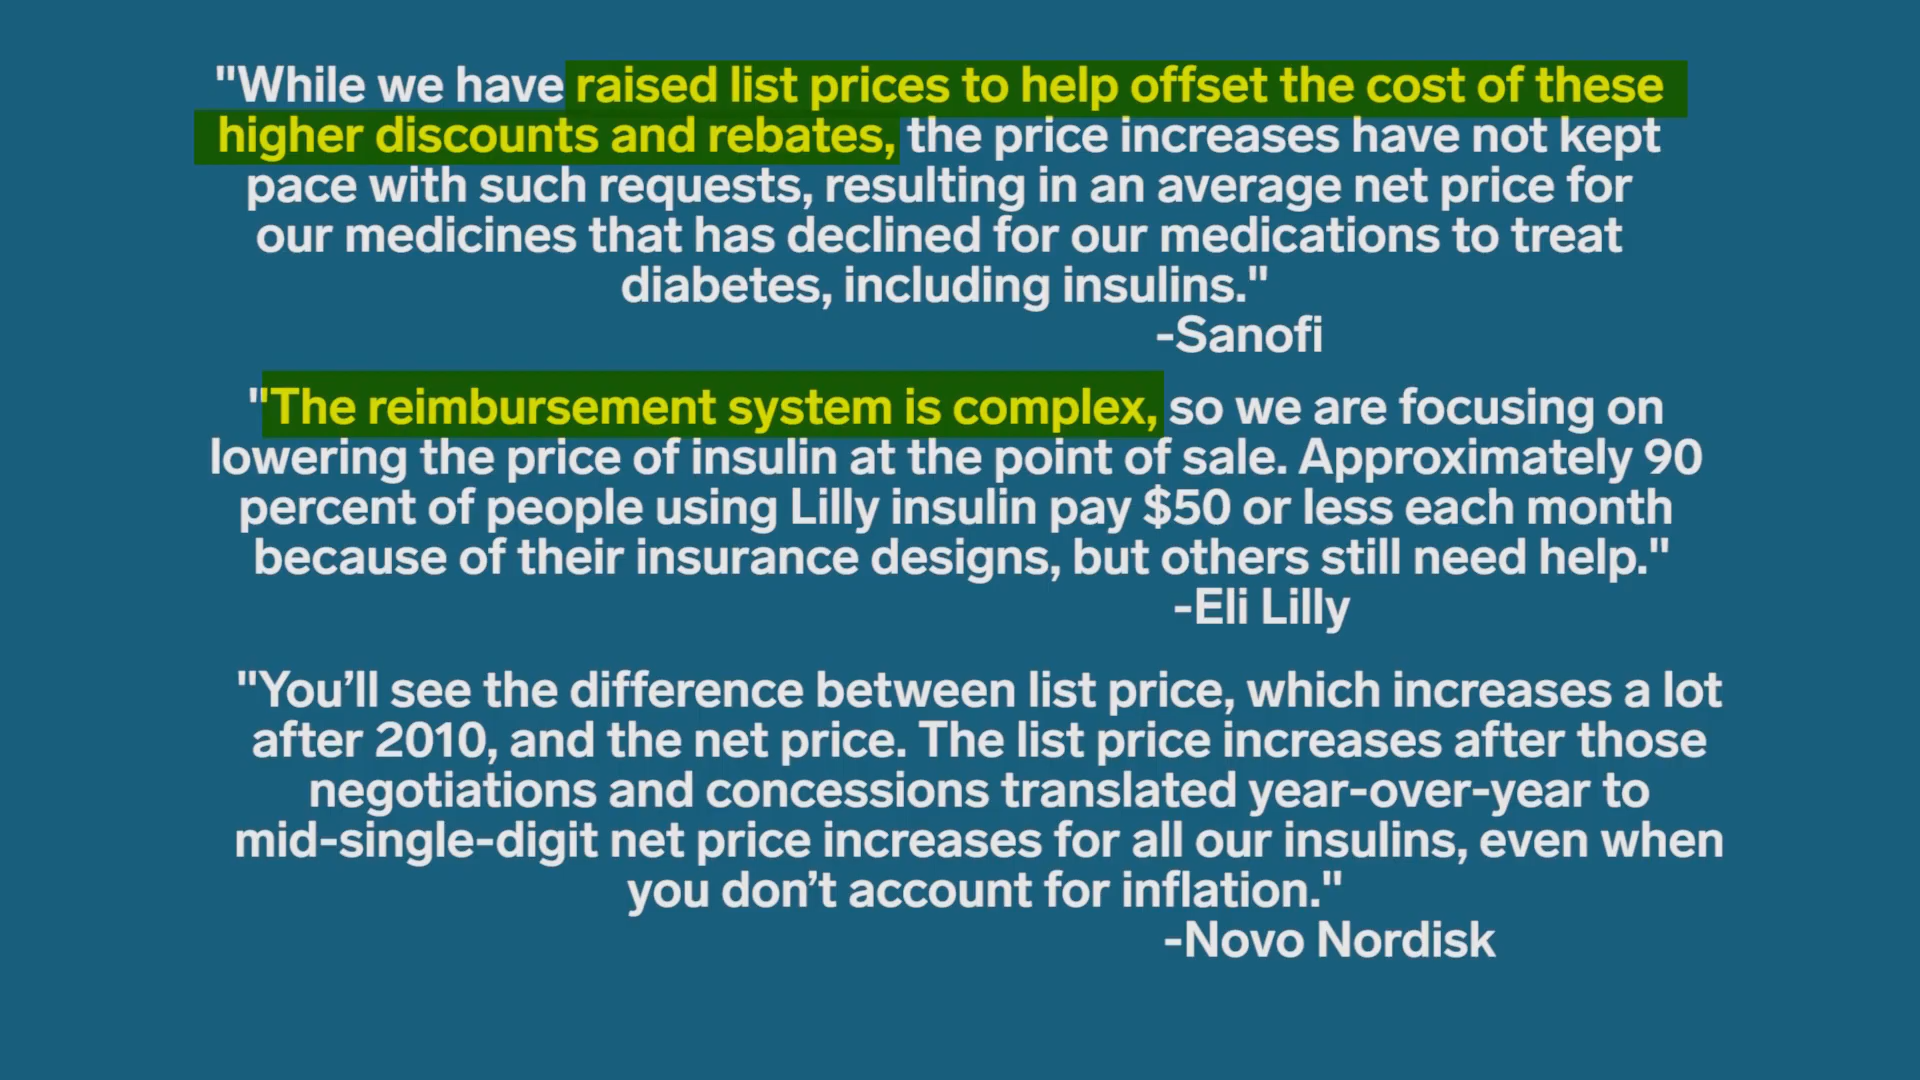 "While we have raised list prices to help offset the cost of these
higher discounts and rebates, the price increases have not kept
pace with such requests, resulting in an average net price for
our medicines that has declined for our medications to treat
diabetes, including insulins."
-Sanofi
"The reimbursement system is complex, so we are focusing on
lowering the price of insulin at the point of sale. Approximately 90
percent of people using Lilly insulin pay $50 or less each month
because of their insurance designs, but others still need help."
-Eli Lilly
"You’ll see the difference between list price, which increases a lot
after 2010, and the net price. The list price increases after those
negotiations and concessions translated year-over-year to
mid-single-digit net price increases for all our insulins, even when
you don’t account for inflation."
-Novo Nordisk